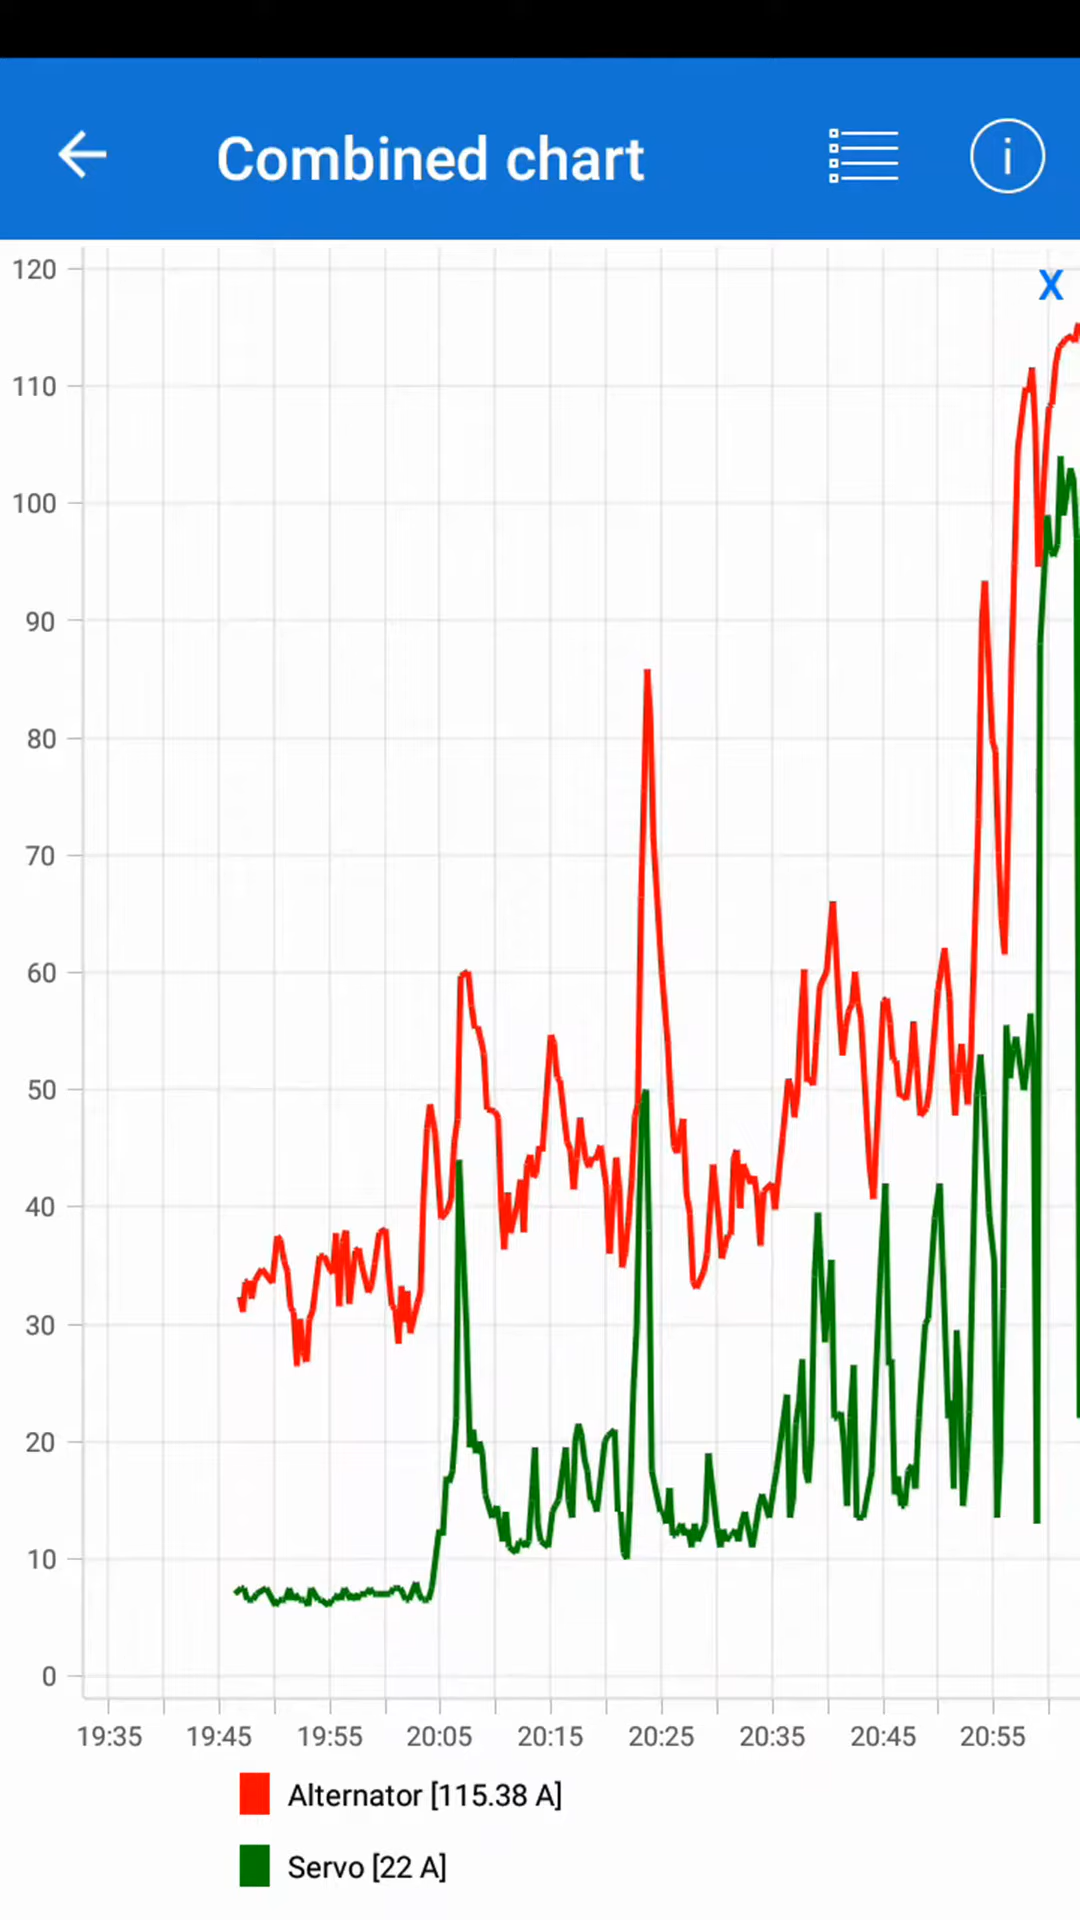 Combined chart
i
120
X
110
100
90
80
70
60
50
40
30
20
10
0
19:35 19:45 19:55 20:05 20:15 20:25 20:35 20:45 20:55
Alternator [115.38 A]
Servo [22 A]